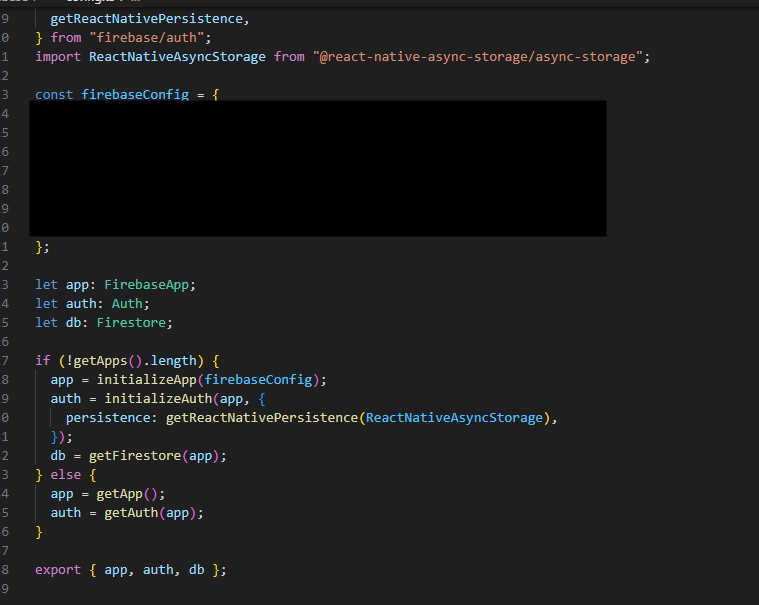 9 getReactNativePersistence,
0 } from "firebase/auth";
1 import ReactNativeAsyncStorage from "@react-native-async-storage/async-storage";
2
3 const firebaseConfig = {
4
5
6
7
8
9
0
1 };
2
3 let app: FirebaseApp;
4 let auth: Auth;
5 let db: Firestore;
6
7 if (!getApps().length) {
8 app = initializeApp(firebaseConfig);
9 auth = initializeAuth(app, {
0 persistence: getReactNativePersistence(ReactNativeAsyncStorage),
1 });
2 db = getFirestore(app);
3 } else {
4 app = getApp();
5 auth = getAuth(app);
6 }
7
8 export { app, auth, db };
9